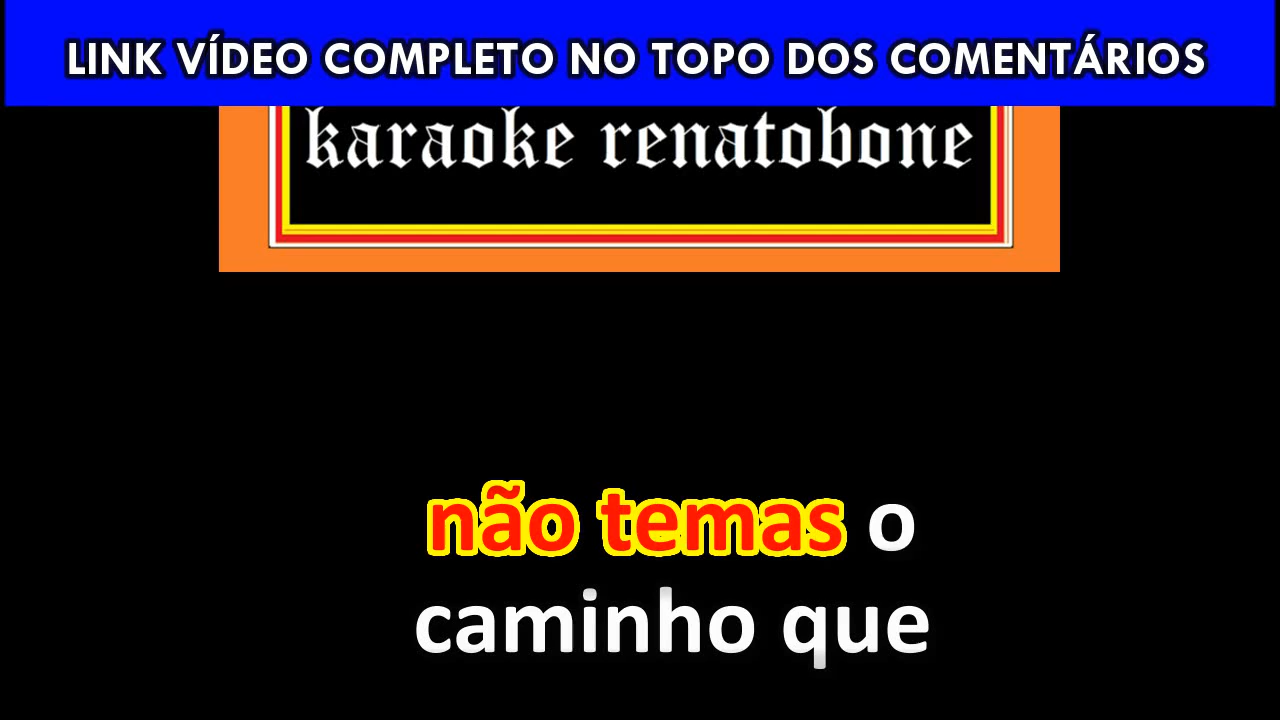 LINK VÍDEO COMPLETO NO TOPO DOS COMENTÁRIOS
karaoke renatobone
não temas o
caminho que